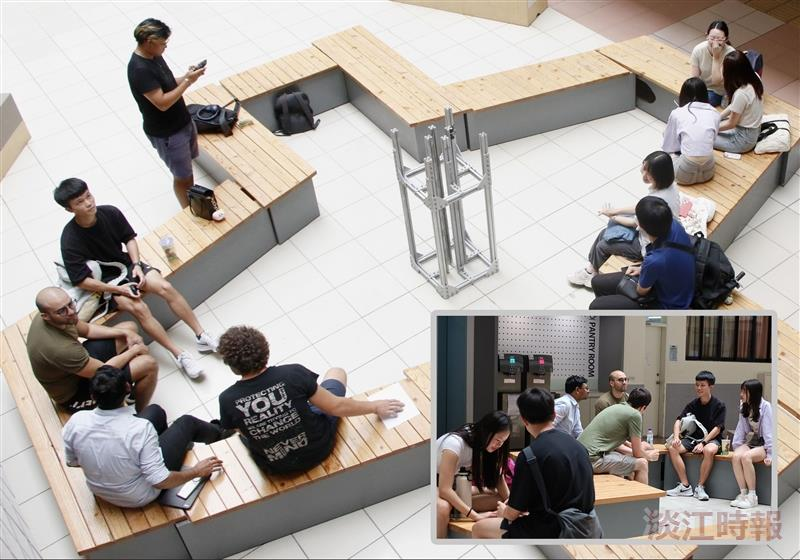 PROTECTING
YOU
REALITY
CHANGE
THE WORLD
NEVER
MIND
PANTRY ROOM
淡江時報